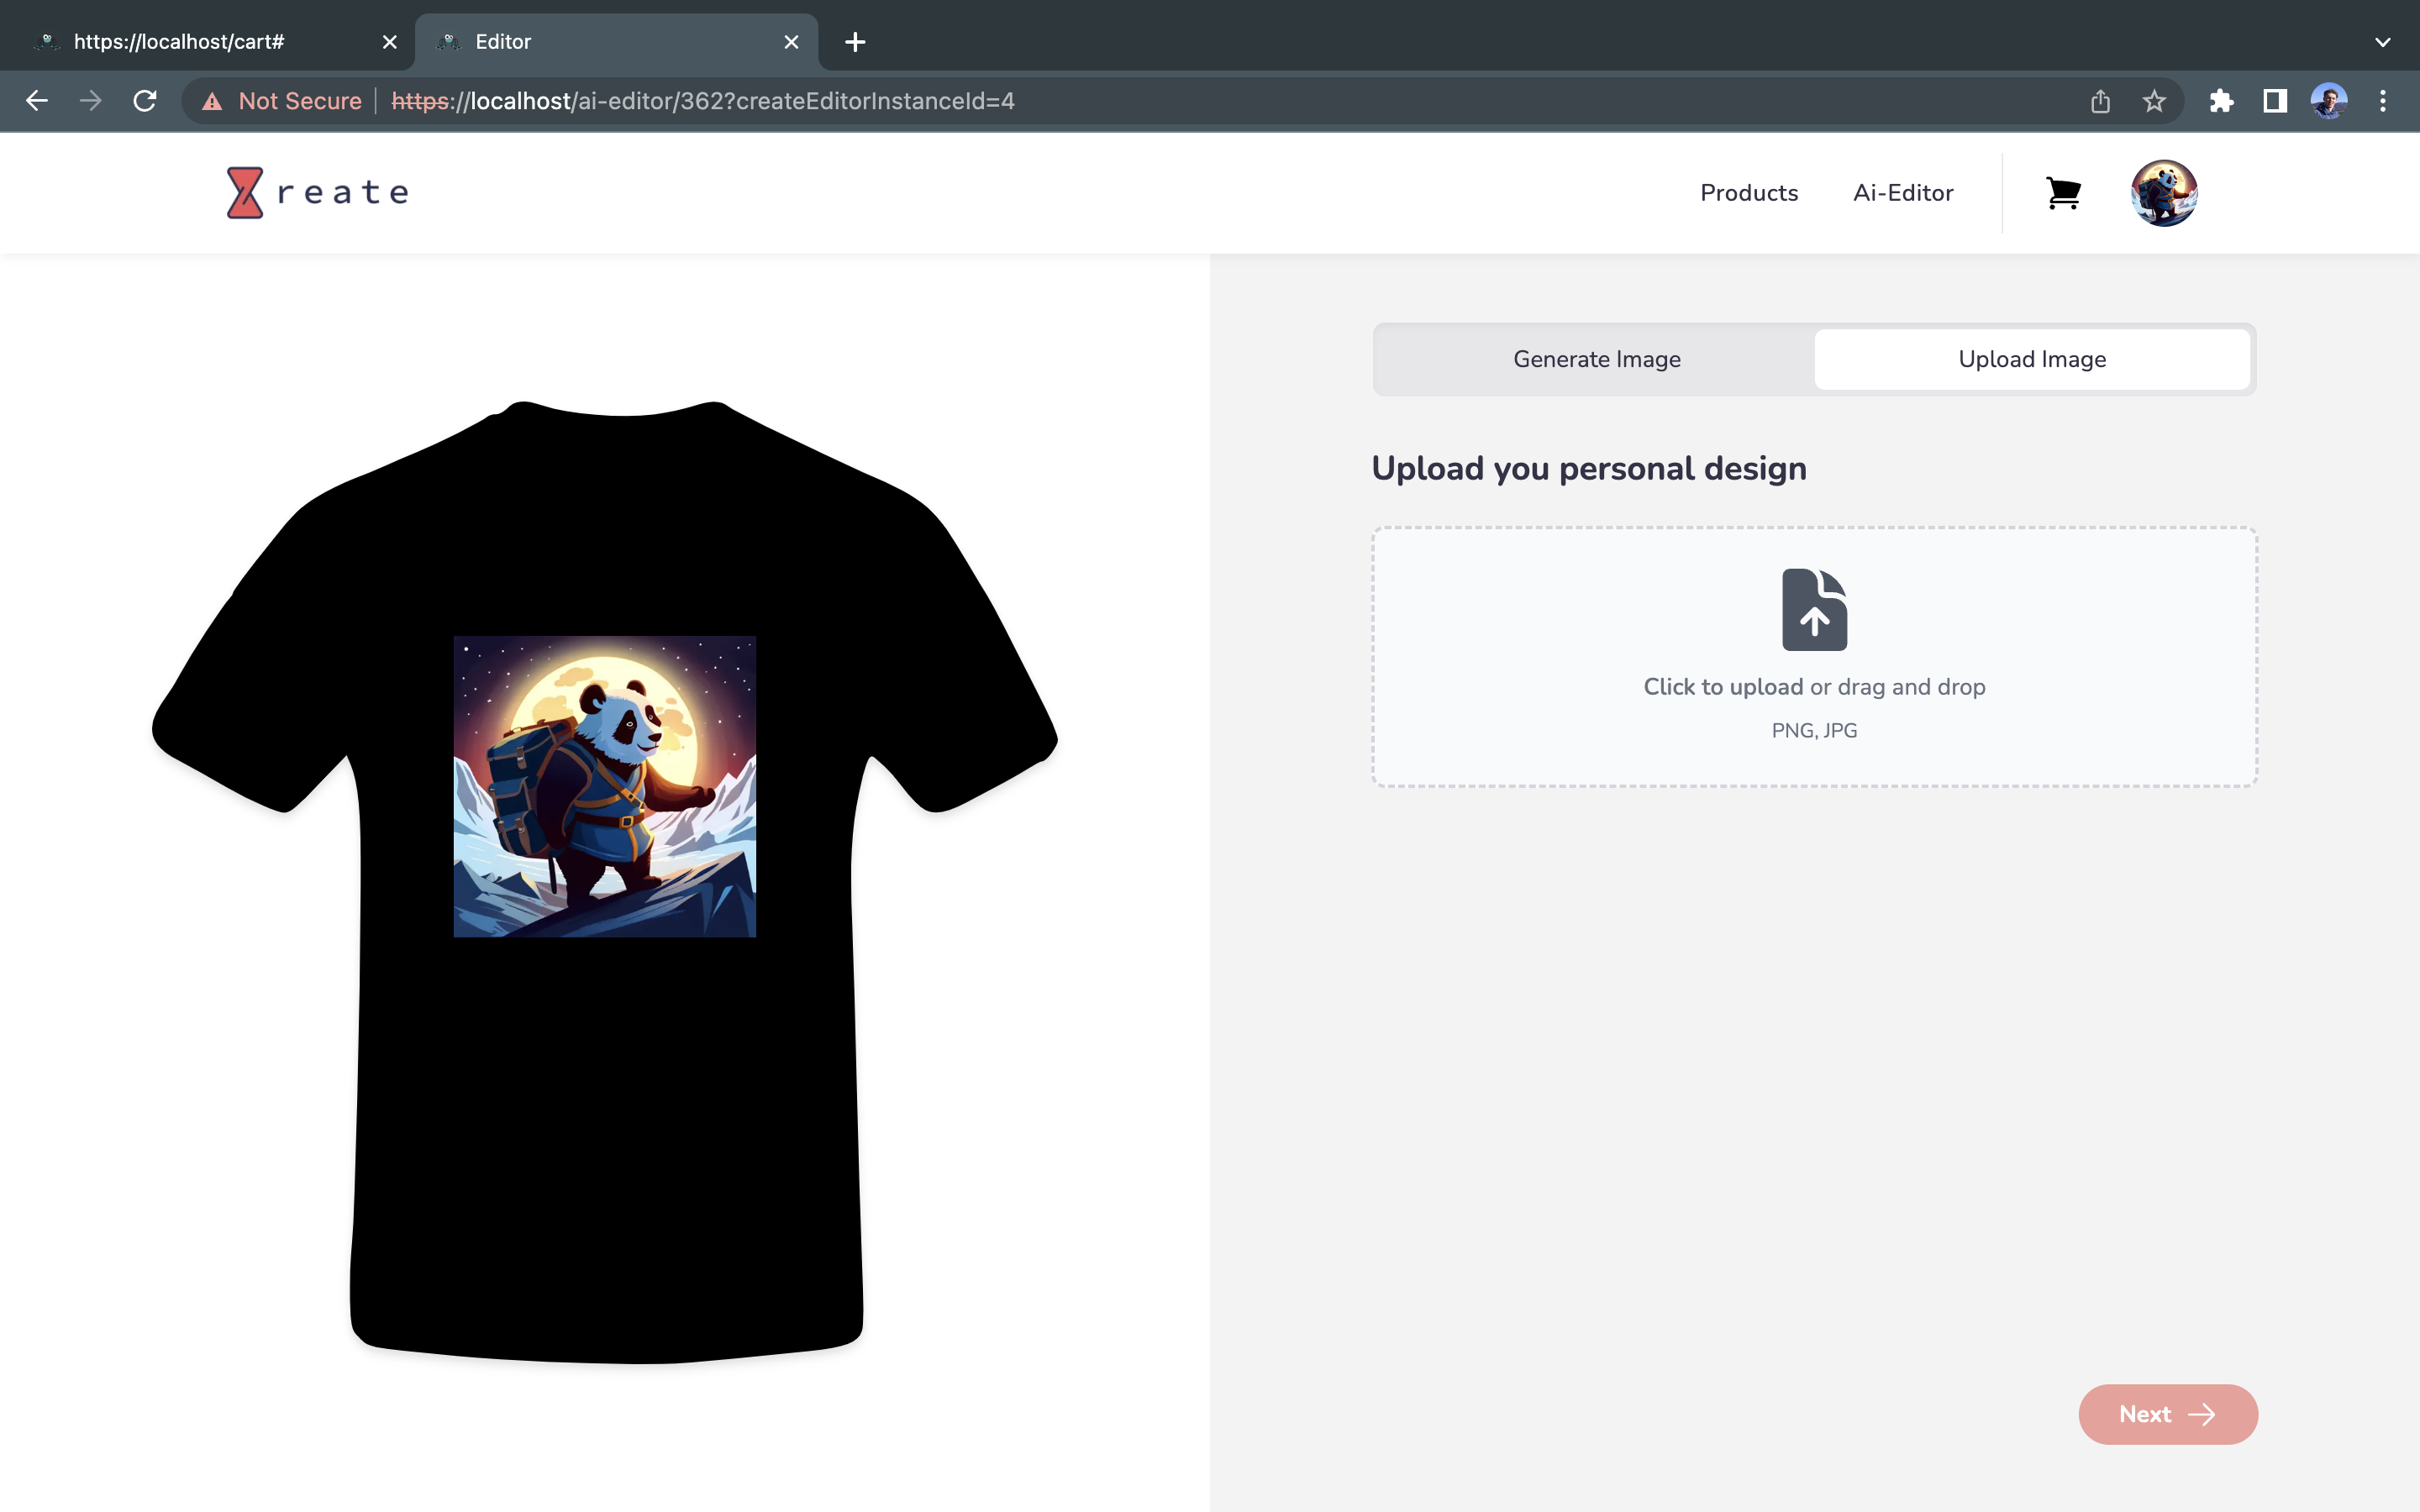 https://localhost/cart#
Editor
Not Secure
https://localhost/ai-editor/362?createEditorInstanceId=4
reate
Products
Ai-Editor
Generate Image
Upload Image
Upload you personal design
Click to upload or drag and drop
PNG, JPG
Next